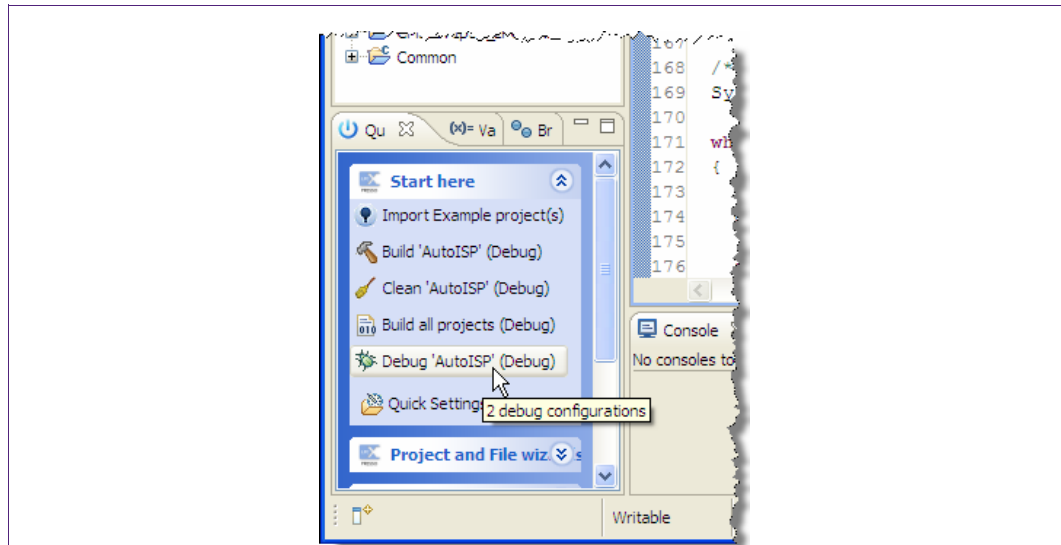 Common
167
168 /*
169 Sy
170
171 wh
172 {
173
174
175
176
Qu (x)= Va Br
Start here
Import Example project(s)
Build 'AutoISP' (Debug)
Clean 'AutoISP' (Debug)
Build all projects (Debug)
Debug 'AutoISP' (Debug)
Quick Settings
2 debug configurations
Project and File wiz
Console
No consoles to
Writable